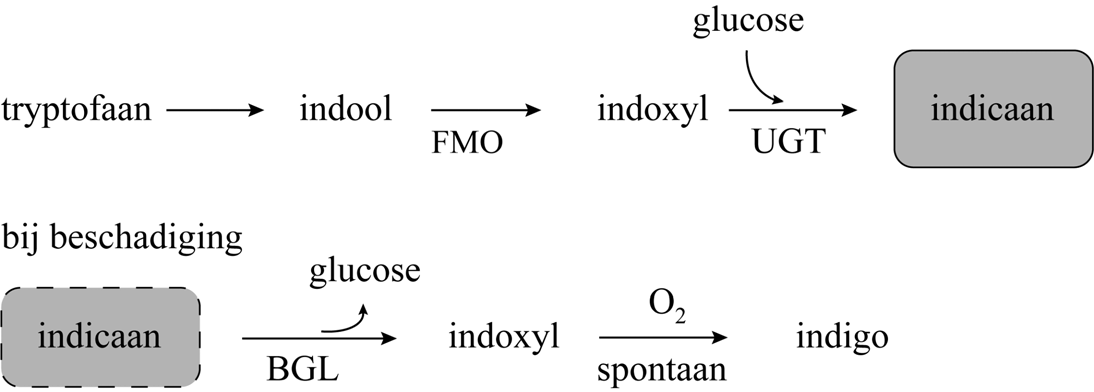 glucose
tryptofaan indool indoxyl indicaan
FMO UGT
bij beschadiging
glucose
indicaan indoxyl O2 indigo
BGL spontaan